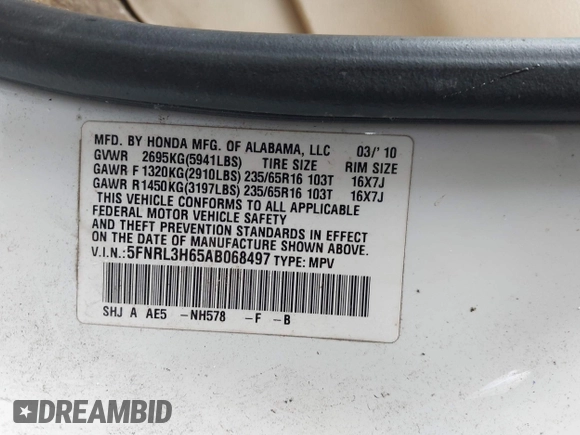 MFD. BY HONDA MFG. OF ALABAMA, LLC 03/'10
GVWR 2695KG(5941LBS) TIRE SIZE RIM SIZE
GAWR F 1320KG(2910LBS) 235/65R16 103T 16X7J
GAWR R1450KG(3197LBS) 235/65R16 103T 16X7J
THIS VEHICLE CONFORMS TO ALL APPLICABLE
FEDERAL MOTOR VEHICLE SAFETY
AND THEFT PREVENTION STANDARDS IN EFFECT
ON THE DATE OF MANUFACTURE SHOWN ABOVE.
V.I.N.:5FNRL3H65AB068497 TYPE: MPV
SHJ A AE5 -NH578 -F -B
DREAMBID